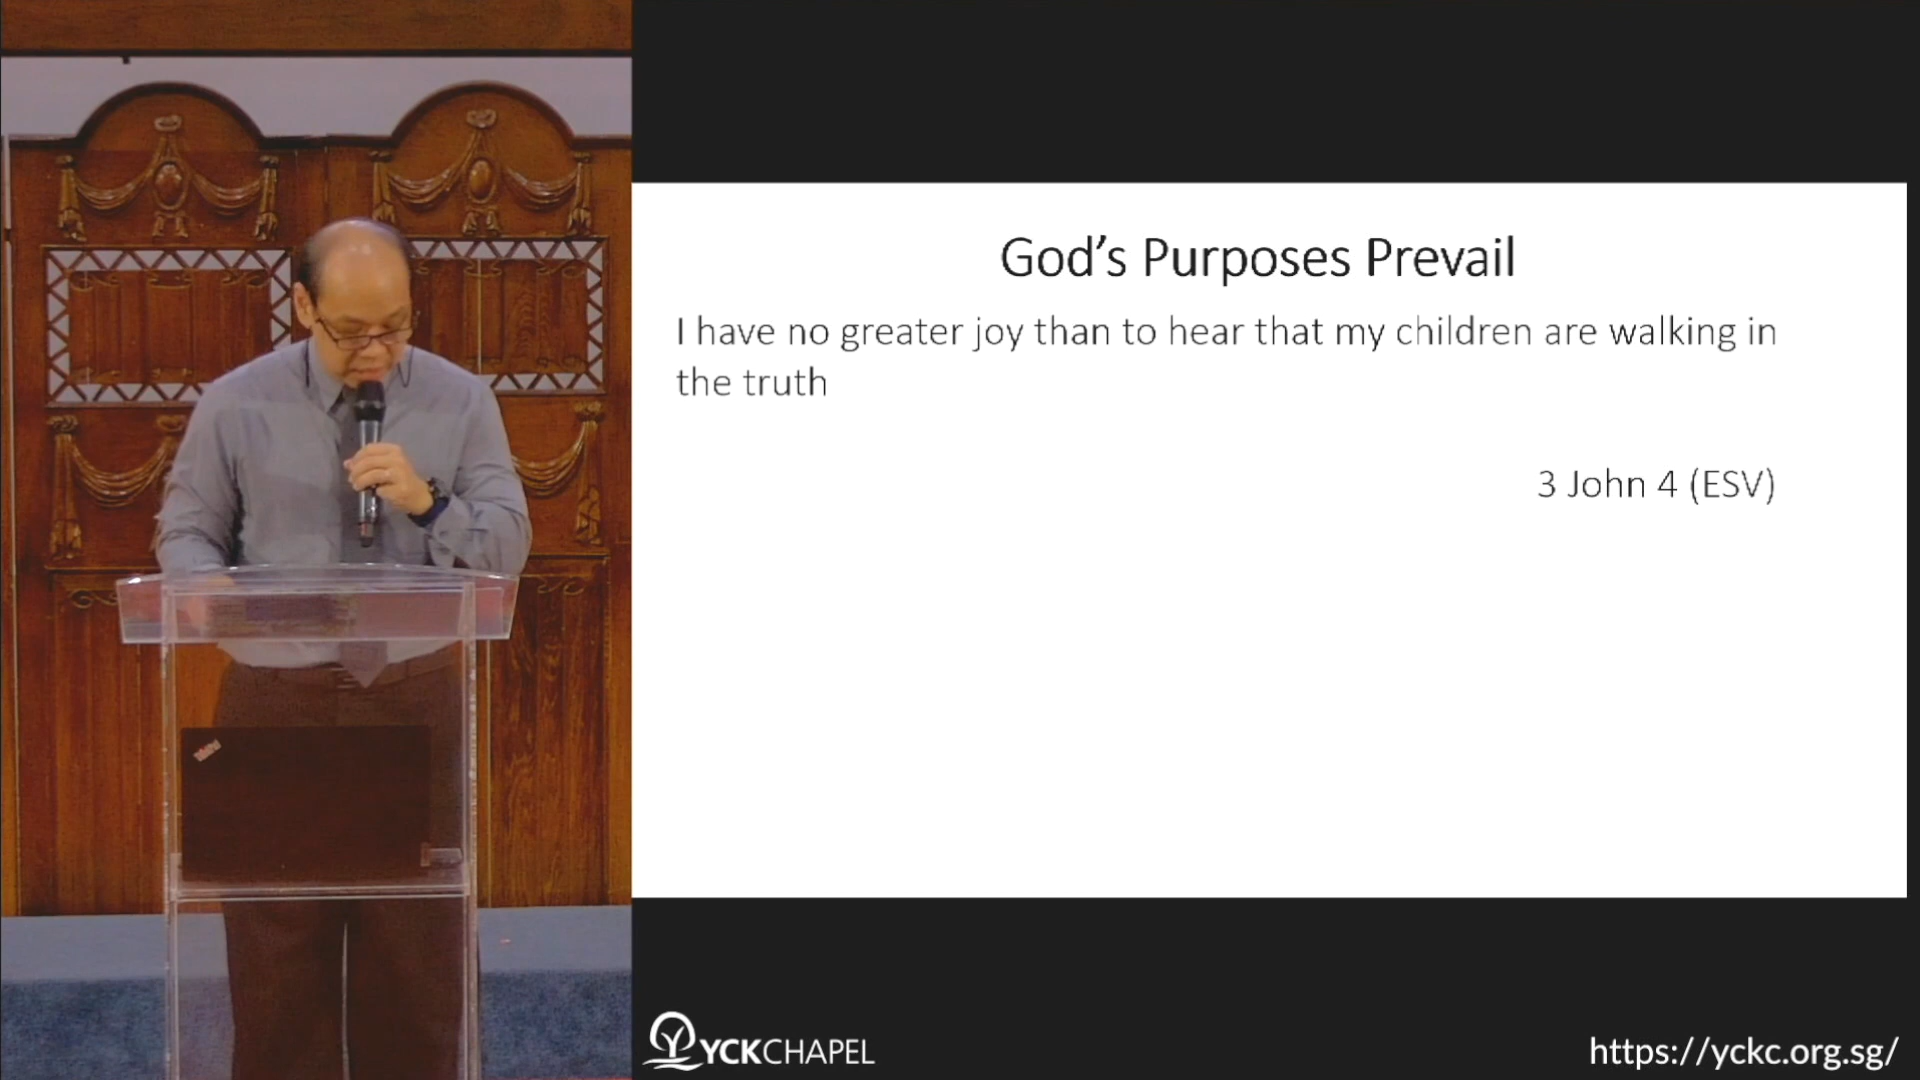 God's Purposes Prevail
I have no greater joy than to hear that my children are walking in
the truth
3 John 4 (ESV)
YCKCHAPEL
https://yckc.org.sg/